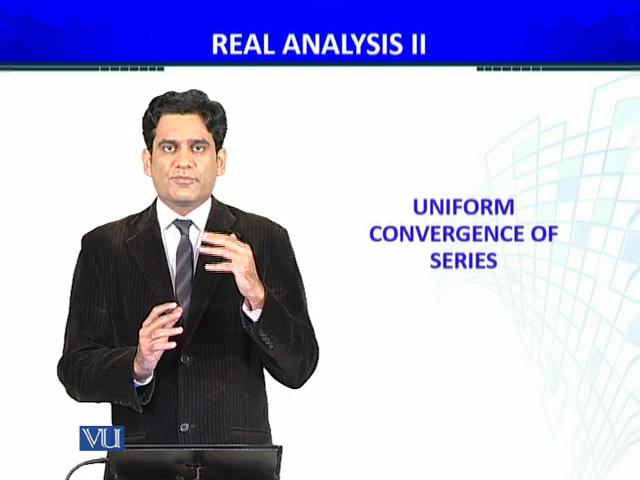 REAL ANALYSIS II
UNIFORM
CONVERGENCE OF
SERIES
VU